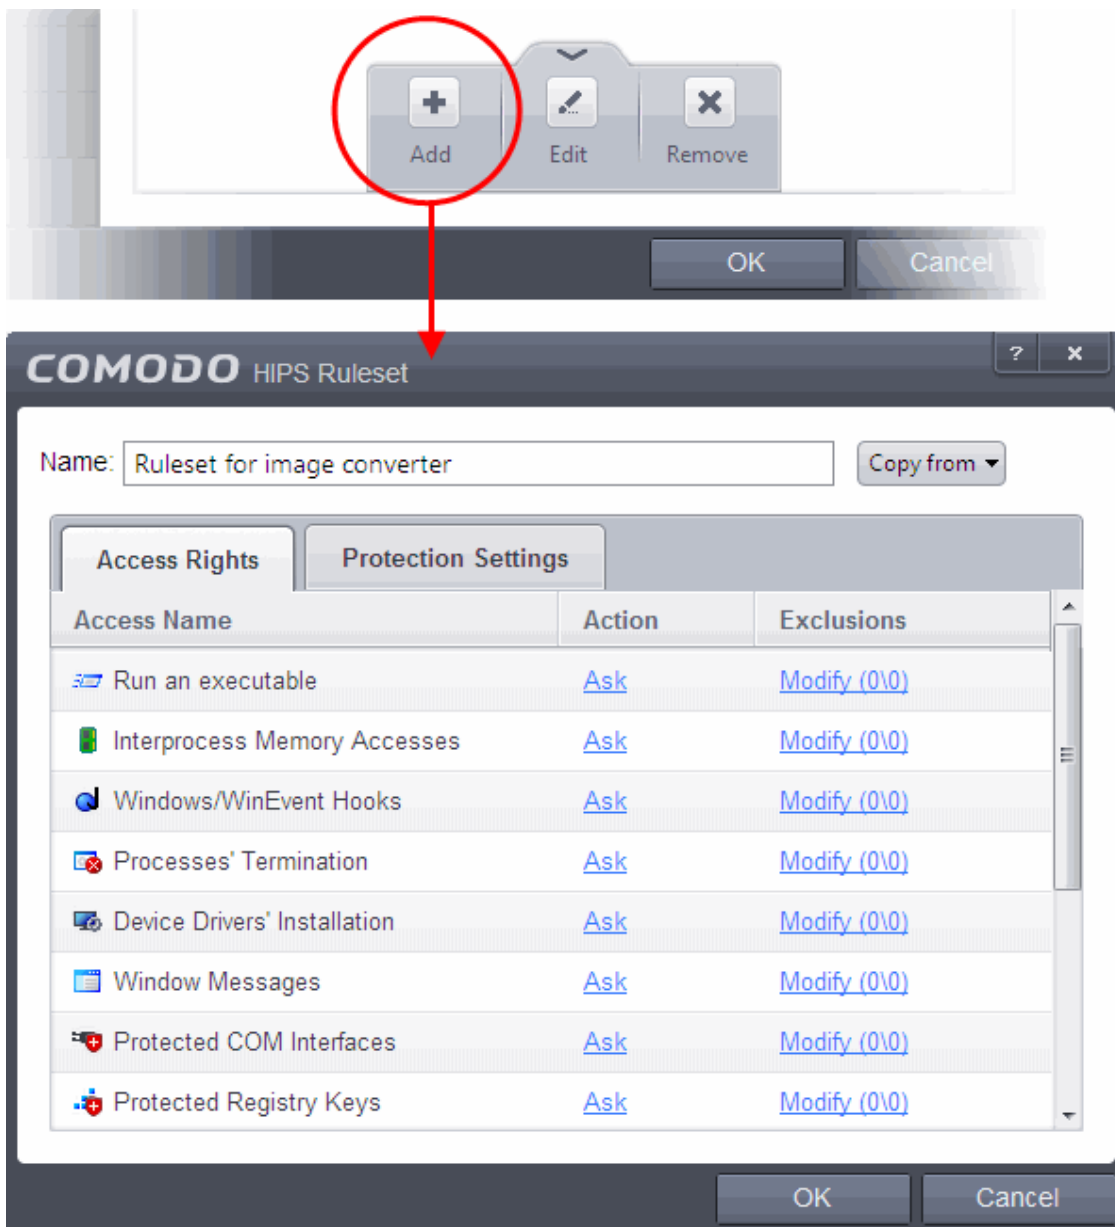 Add Edit Remove
OK Cancel
COMODO HIPS Ruleset ? x
Name: Ruleset for image converter Copy from
Access Rights Protection Settings
Access Name Action Exclusions
Run an executable Ask Modify (0\0)
Interprocess Memory Accesses Ask Modify (0\0)
Windows/WinEvent Hooks Ask Modify (0\0)
Processes' Termination Ask Modify (0\0)
Device Drivers' Installation Ask Modify (0\0)
Window Messages Ask Modify (0\0)
Protected COM Interfaces Ask Modify (0\0)
Protected Registry Keys Ask Modify (0\0)
OK Cancel